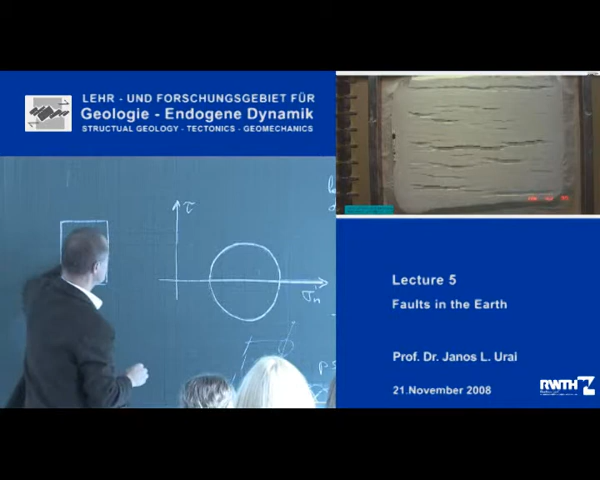 LEHR - UND FORSCHUNGSGEBIET FÜR
Geologie - Endogene Dynamik
STRUCTUAL GEOLOGY - TECTONICS - GEOMECHANICS
τ
σn
Lecture 5
Faults in the Earth
Prof. Dr. Janos L. Urai
21.November 2008
RWTH